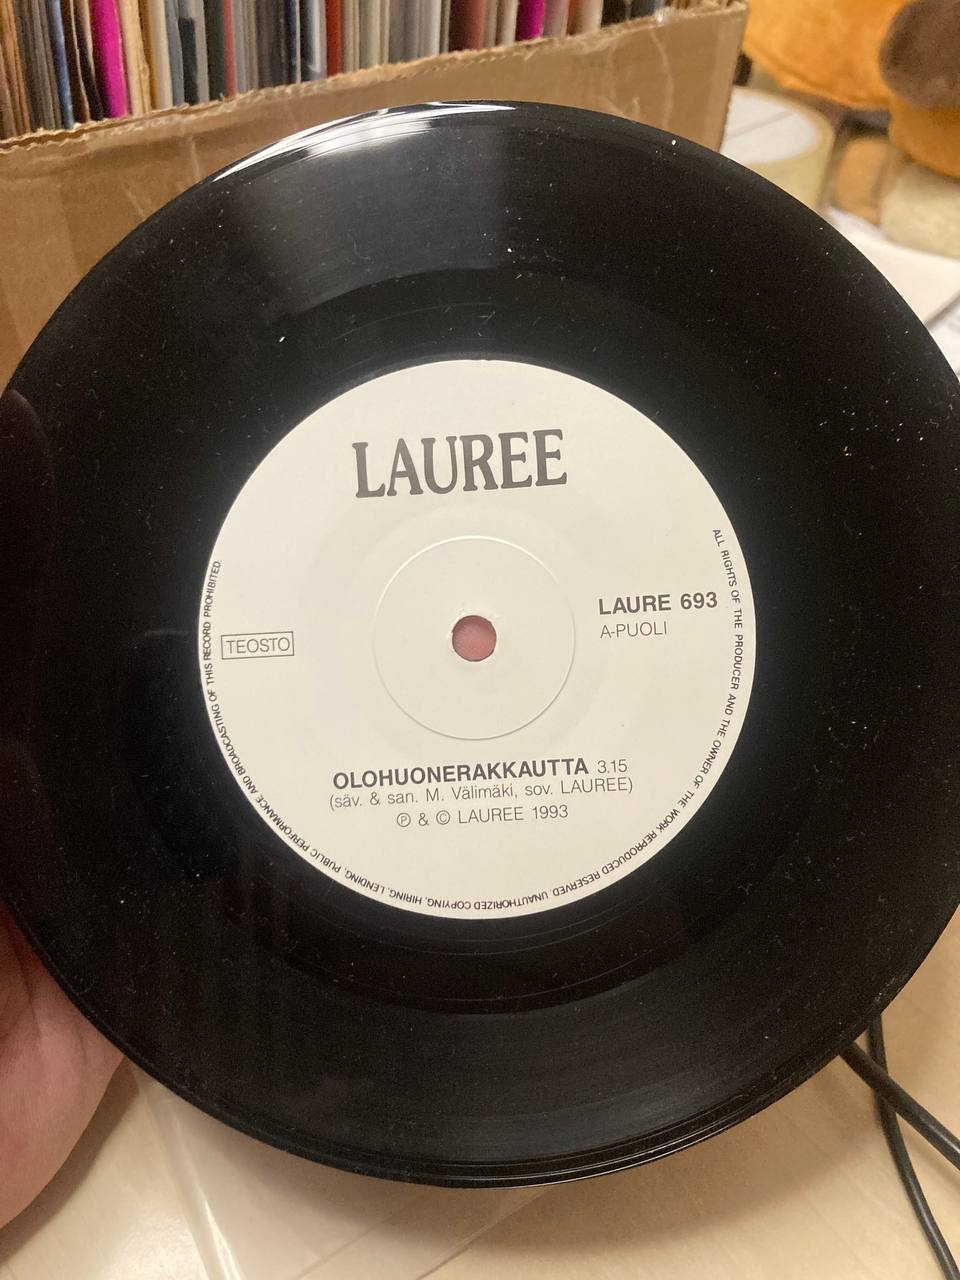 LAUREE
LAURE 693
A-PUOLI
TEOSTO
OLOHUONERAKKAUTTA 3.15
(säv. & san. M. Välimäki, sov. LAUREE)
Ⓟ & © LAUREE 1993
ALL RIGHTS OF THE PRODUCER AND THE OWNER OF THE WORK REPRODUCED RESERVED. UNAUTHORIZED COPYING, HIRING, LENDING, PUBLIC PERFORMANCE AND BROADCASTING OF THIS RECORD PROHIBITED.